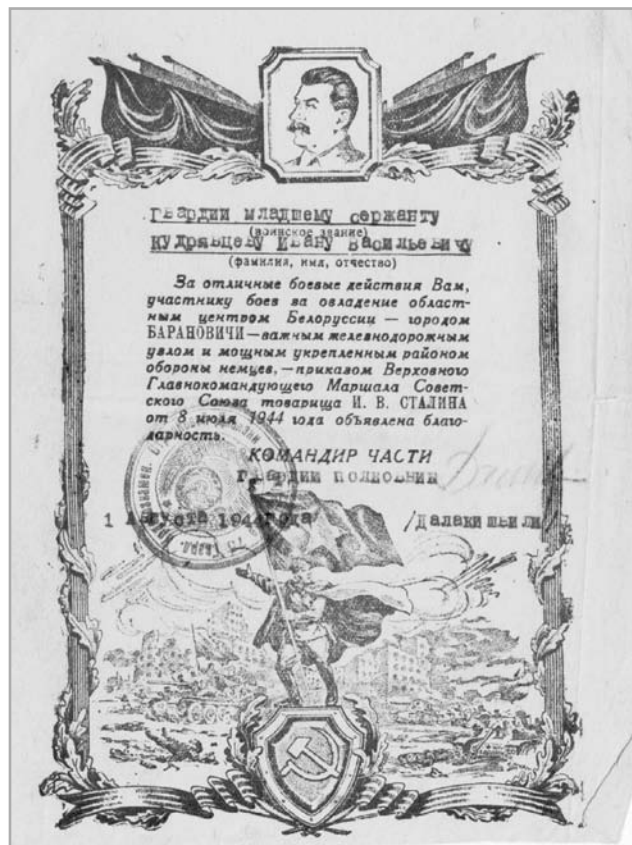 гвардии младшему сержанту
(воинское звание)
Кудрявцеву Ивану Васильевичу
(фамилия, имя, отчество)
За отличные боевые действия Вам,
участнику боев за овладение област-
ным центром Белоруссии — городом
БАРАНОВИЧИ — важным железнодорожным
узлом и мощным укрепленным районом
обороны немцев, — приказом Верховного
Главнокомандующего Маршала Совет-
ского Союза товарища И. В. СТАЛИНА
от 8 июля 1944 года объявлена благо-
дарность.
КОМАНДИР ЧАСТИ
гвардии полковник
1 Августа 1944 года /Далакишвили/